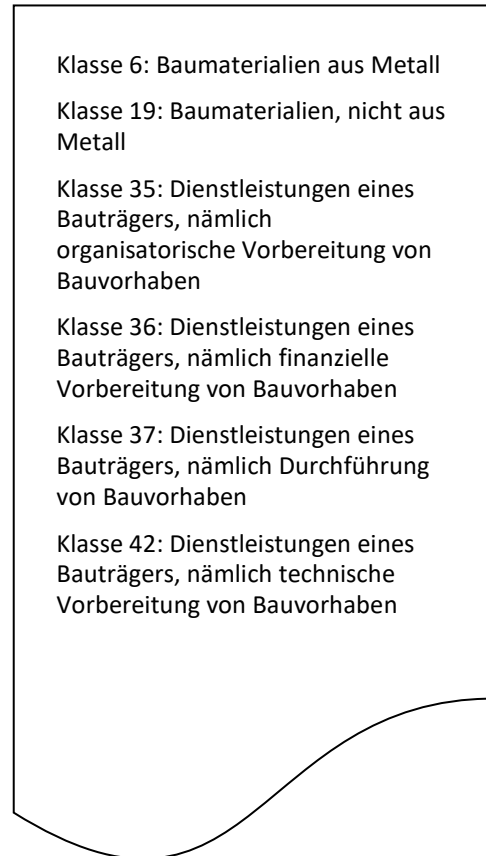 Klasse 6: Baumaterialien aus Metall
Klasse 19: Baumaterialien, nicht aus
Metall
Klasse 35: Dienstleistungen eines
Bauträgers, nämlich
organisatorische Vorbereitung von
Bauvorhaben
Klasse 36: Dienstleistungen eines
Bauträgers, nämlich finanzielle
Vorbereitung von Bauvorhaben
Klasse 37: Dienstleistungen eines
Bauträgers, nämlich Durchführung
von Bauvorhaben
Klasse 42: Dienstleistungen eines
Bauträgers, nämlich technische
Vorbereitung von Bauvorhaben